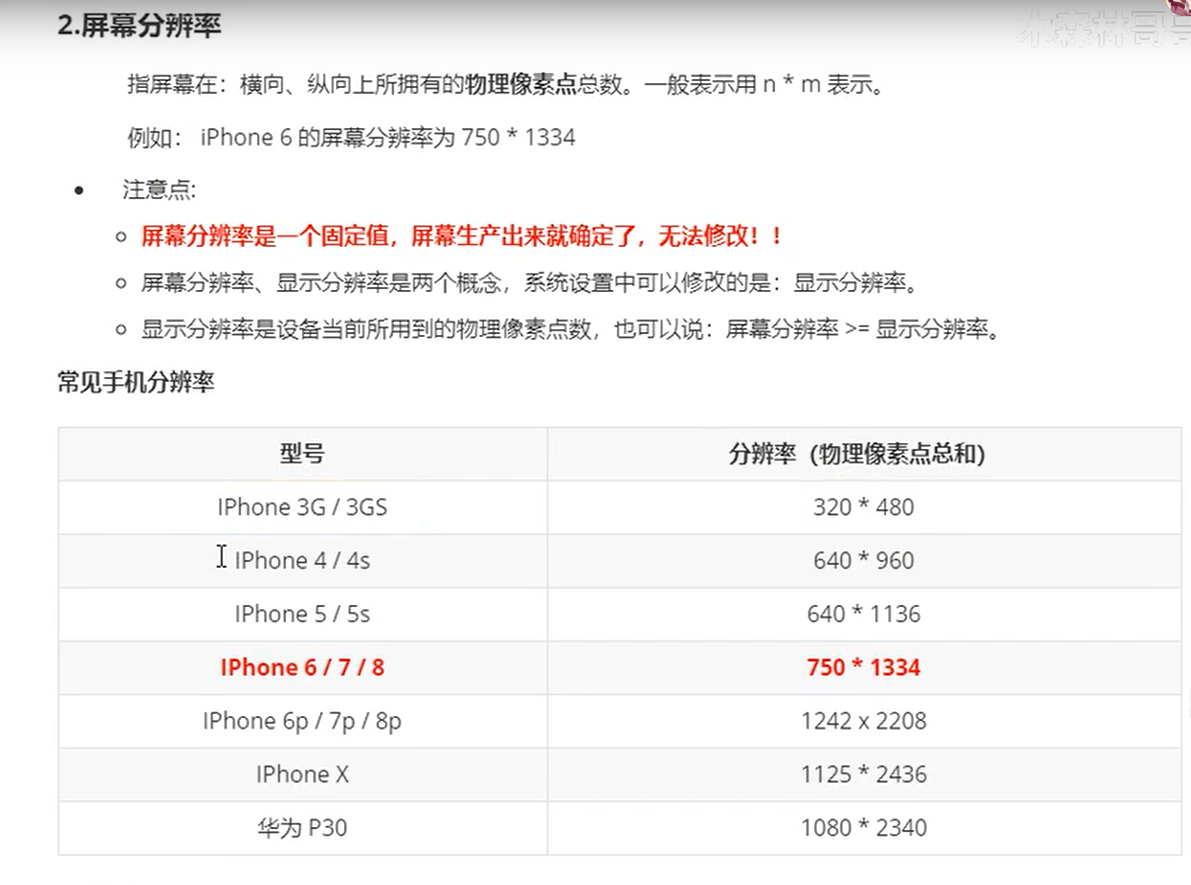 2.屏幕分辨率
木森林哥哥
指屏幕在：横向、纵向上所拥有的物理像素点总数。一般表示用 n * m 表示。
例如： iPhone 6 的屏幕分辨率为 750 * 1334
• 注意点:
屏幕分辨率是一个固定值，屏幕生产出来就确定了，无法修改！！
屏幕分辨率、显示分辨率是两个概念，系统设置中可以修改的是：显示分辨率。
显示分辨率是设备当前所用到的物理像素点数，也可以说：屏幕分辨率 >= 显示分辨率。
常见手机分辨率
型号 分辨率（物理像素点总和）
IPhone 3G / 3GS 320 * 480
IPhone 4 / 4s 640 * 960
IPhone 5 / 5s 640 * 1136
IPhone 6 / 7 / 8 750 * 1334
IPhone 6p / 7p / 8p 1242 x 2208
IPhone X 1125 * 2436
华为 P30 1080 * 2340